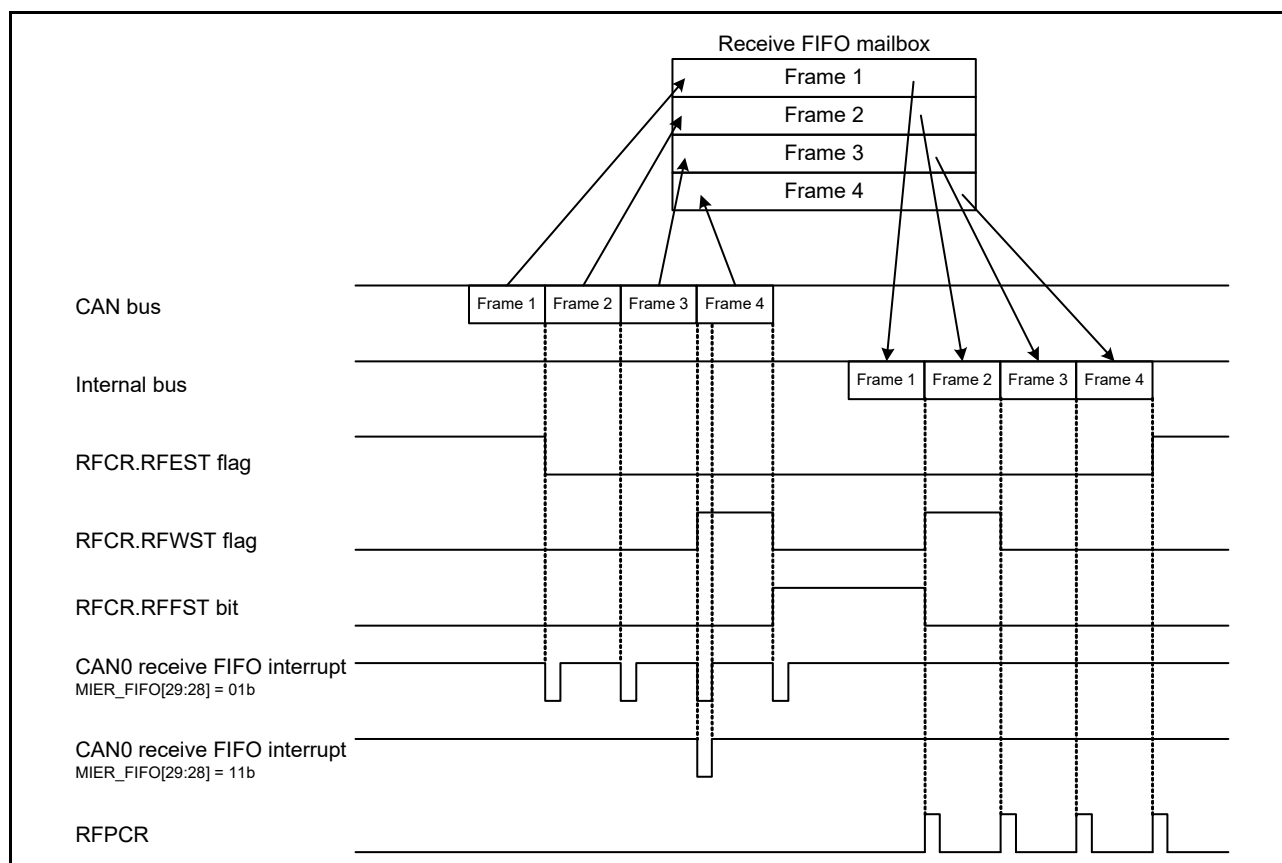 Receive FIFO mailbox
Frame 1
Frame 2
Frame 3
Frame 4
CAN bus
Frame 1 Frame 2 Frame 3 Frame 4
Internal bus
Frame 1 Frame 2 Frame 3 Frame 4
RFCR.RFEST flag
RFCR.RFWST flag
RFCR.RFFST bit
CAN0 receive FIFO interrupt
MIER_FIFO[29:28] = 01b
CAN0 receive FIFO interrupt
MIER_FIFO[29:28] = 11b
RFPCR